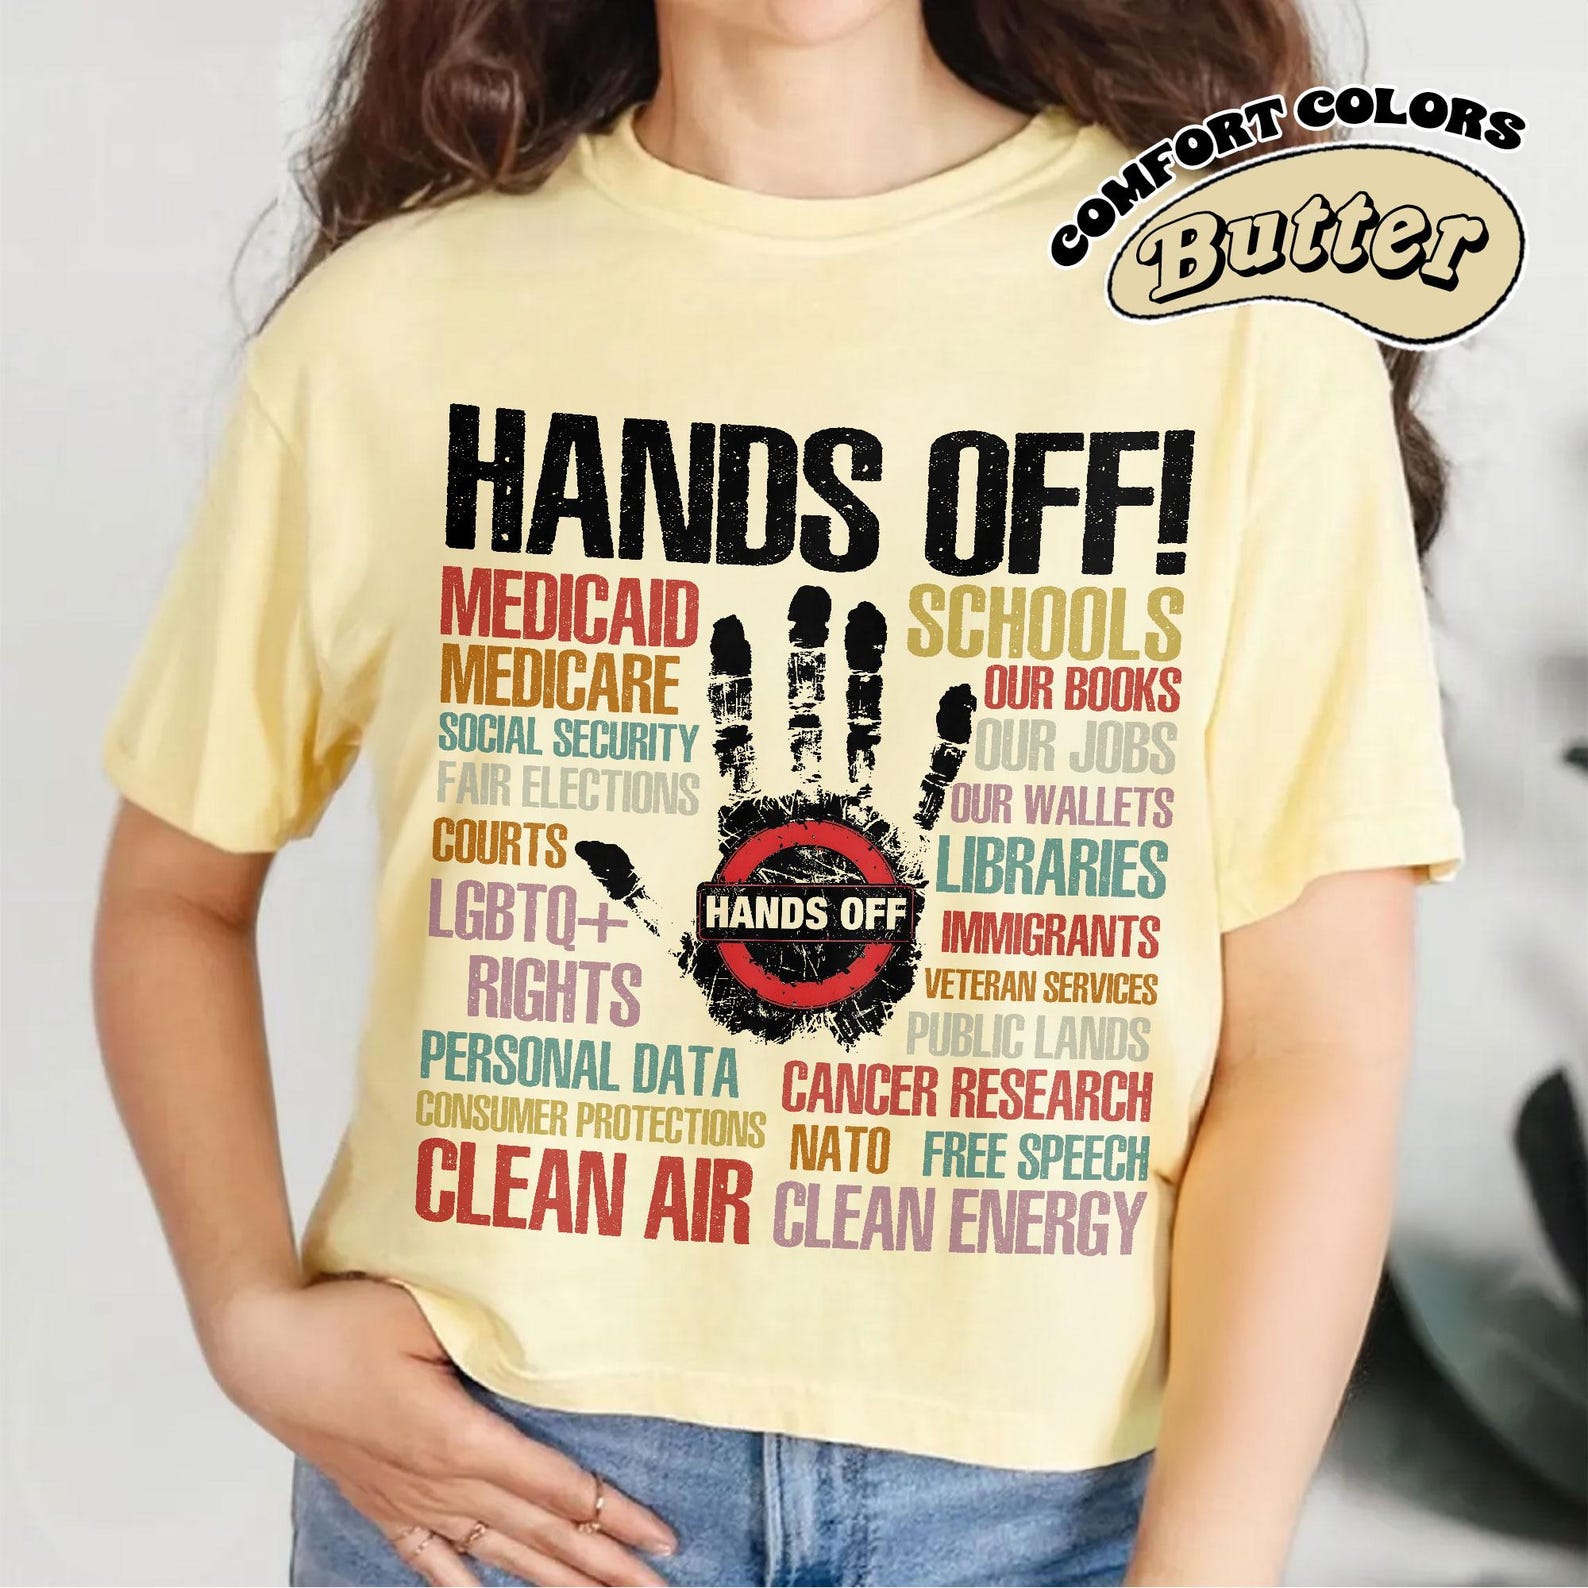 COMFORT COLORS
Butter
HANDS OFF!
MEDICAID
MEDICARE
SOCIAL SECURITY
FAIR ELECTIONS
COURTS
LGBTQ+
RIGHTS
PERSONAL DATA
CONSUMER PROTECTIONS
CLEAN AIR
HANDS OFF
SCHOOLS
OUR BOOKS
OUR JOBS
OUR WALLETS
LIBRARIES
IMMIGRANTS
VETERAN SERVICES
PUBLIC LANDS
CANCER RESEARCH
NATO FREE SPEECH
CLEAN ENERGY